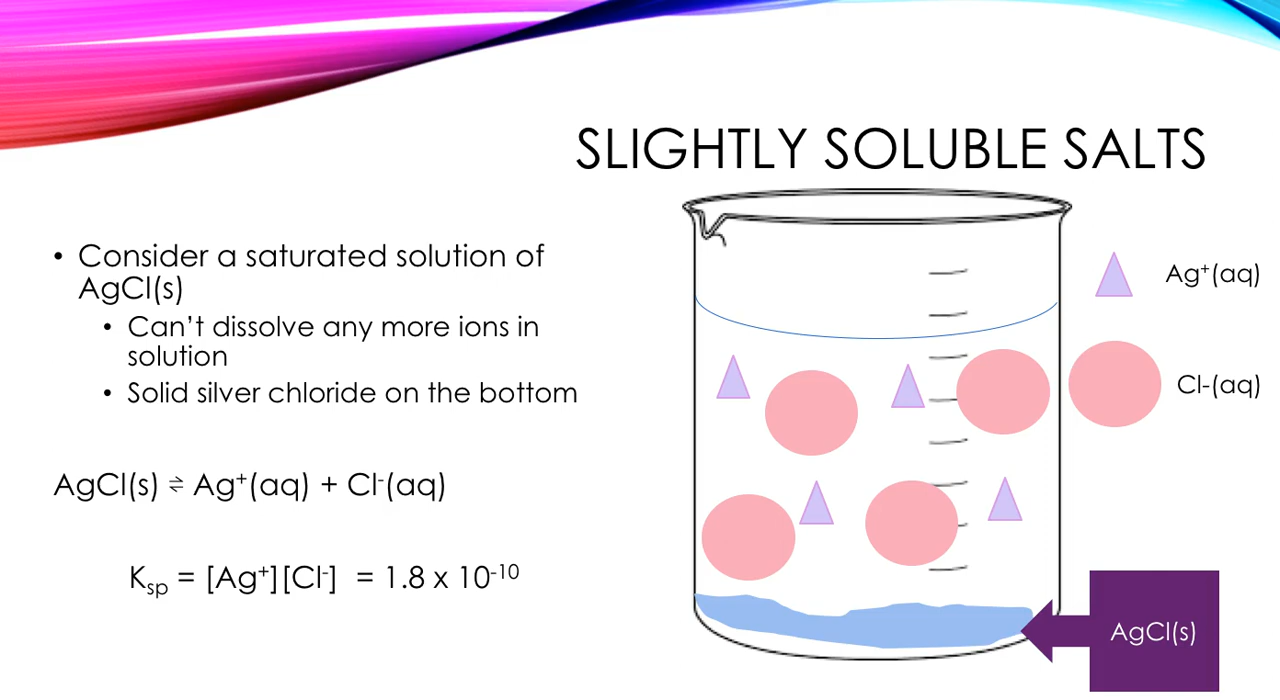 SLIGHTLY SOLUBLE SALTS
• Consider a saturated solution of
AgCl(s)
• Can't dissolve any more ions in
solution
• Solid silver chloride on the bottom
AgCl(s) ⇌ Ag⁺(aq) + Cl⁻(aq)
Kₛₚ = [Ag⁺][Cl⁻] = 1.8 x 10⁻¹⁰
Ag⁺(aq)
Cl-(aq)
AgCl(s)